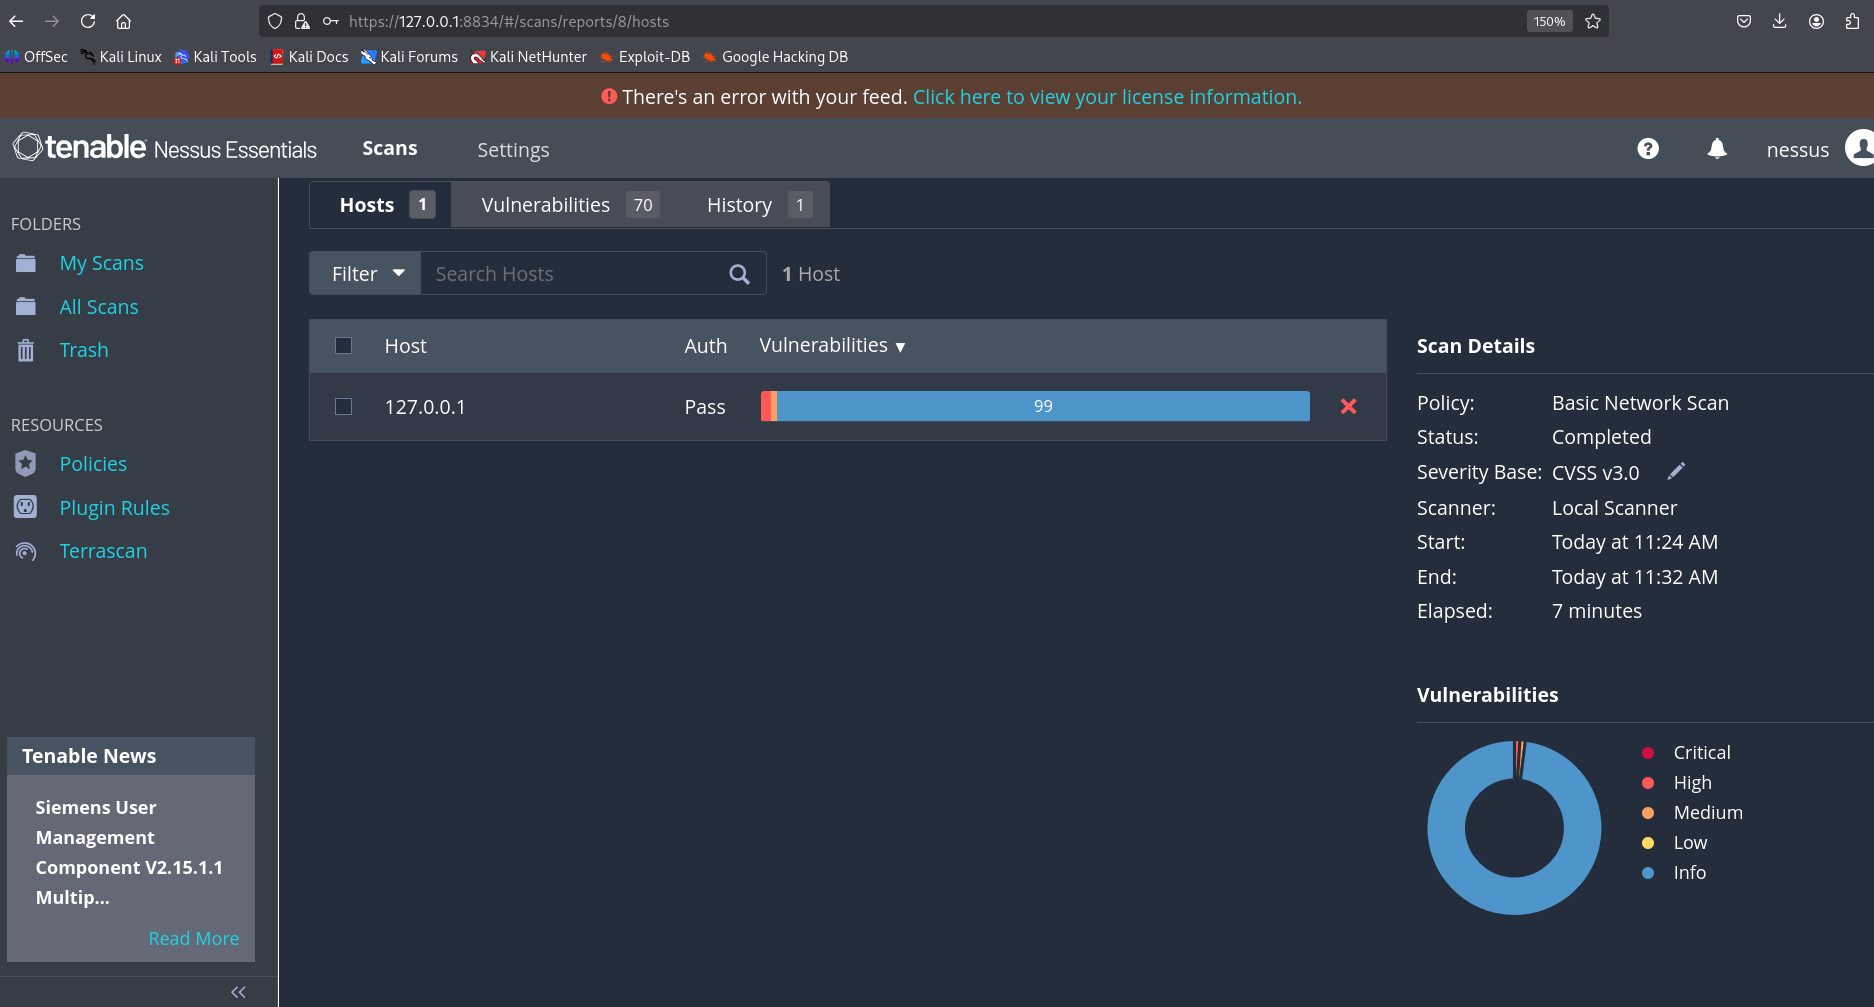 https://127.0.0.1:8834/#/scans/reports/8/hosts
150%
OffSec Kali Linux Kali Tools Kali Docs Kali Forums Kali NetHunter Exploit-DB Google Hacking DB
There's an error with your feed. Click here to view your license information.
tenable Nessus Essentials Scans Settings nessus
Hosts 1 Vulnerabilities 70 History 1
FOLDERS
My Scans
All Scans
Trash
RESOURCES
Policies
Plugin Rules
Terrascan
Tenable News
Siemens User
Management
Component V2.15.1.1
Multip...
Read More
Filter Search Hosts 1 Host
Host Auth Vulnerabilities
127.0.0.1 Pass 99
Scan Details
Policy: Basic Network Scan
Status: Completed
Severity Base: CVSS v3.0
Scanner: Local Scanner
Start: Today at 11:24 AM
End: Today at 11:32 AM
Elapsed: 7 minutes
Vulnerabilities
Critical
High
Medium
Low
Info